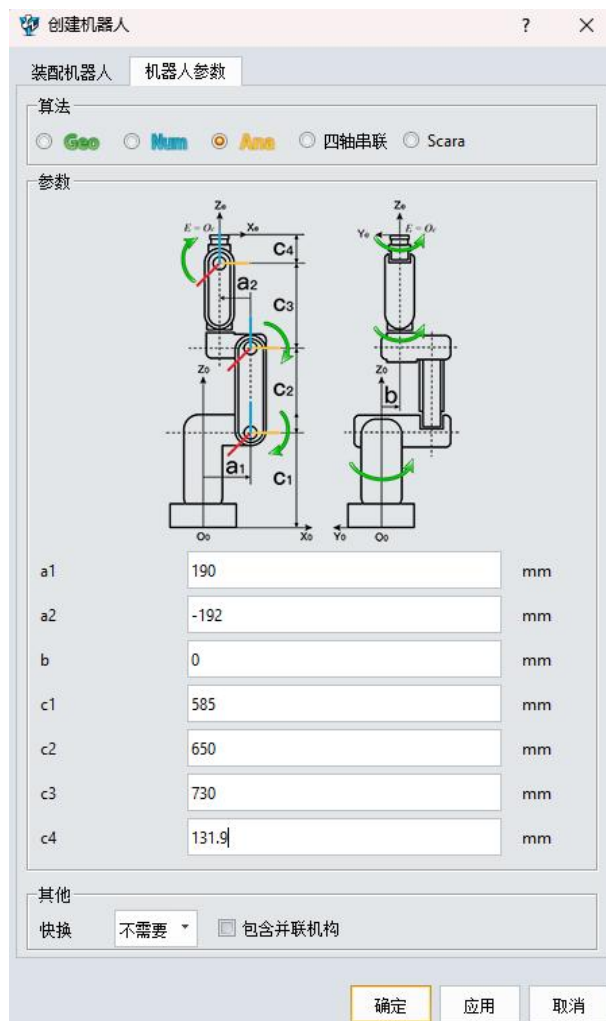 创建机器人 ? ×
装配机器人 机器人参数
算法
Geo Num Ana 四轴串联 Scara
参数
Ze Ze
E = Oe Xe Ye E = Oe
C4
a2
C3
Z0 Z0
C2 b
a1
C1
O0 X0 Y0 O0
a1 190 mm
a2 -192 mm
b 0 mm
c1 585 mm
c2 650 mm
c3 730 mm
c4 131.9 mm
其他
快换 不需要 包含并联机构
确定 应用 取消